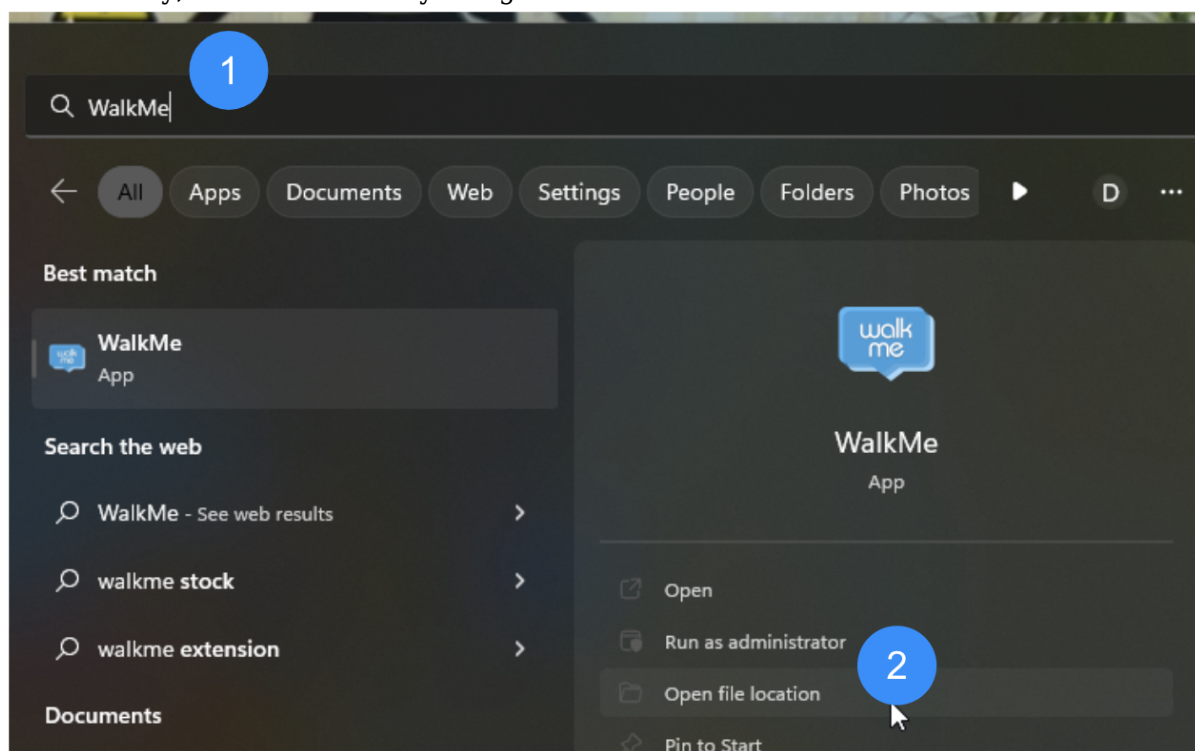 1
WalkMe
All Apps Documents Web Settings People Folders Photos D ...
Best match
WalkMe
App
walk
me
walk
me
Search the web
WalkMe
App
WalkMe - See web results
walkme stock
Open
walkme extension
Run as administrator
2
Open file location
Documents
Pin to Start